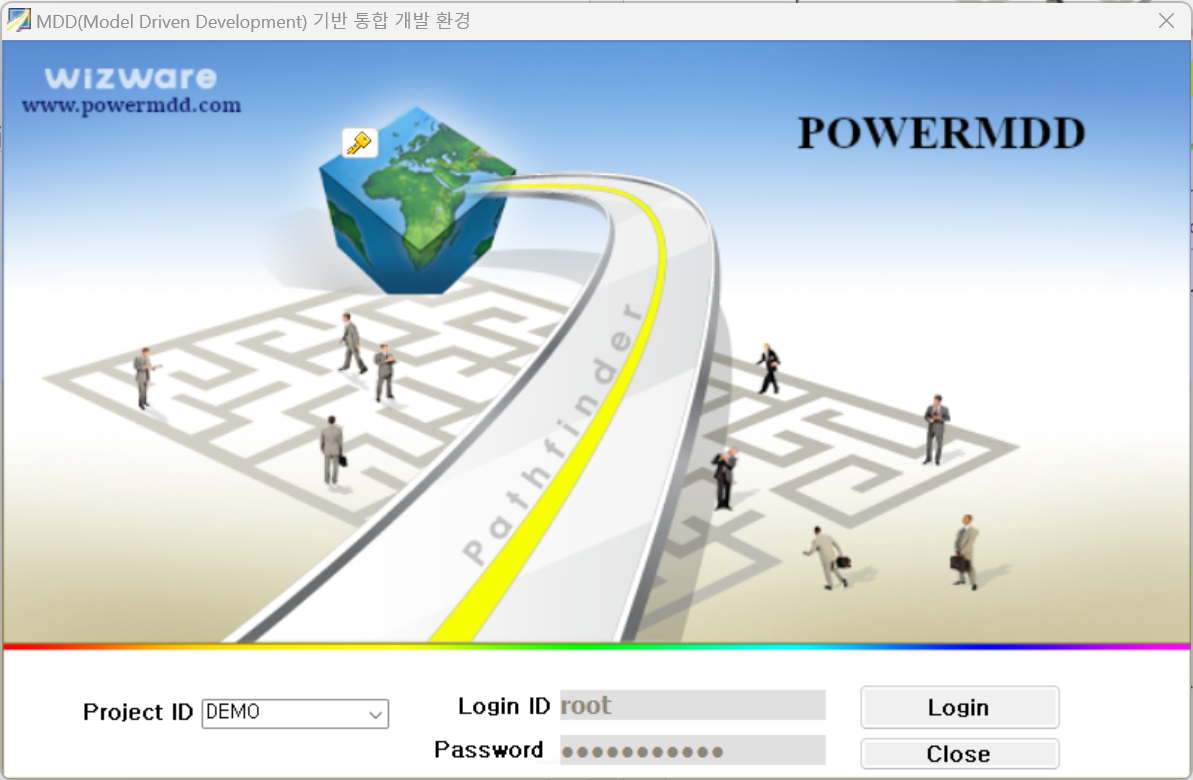 MDD(Model Driven Development) 기반 통합 개발 환경
wizware
www.powermdd.com
POWERMDD
Pathfinder
Project ID DEMO
Login ID root
Login
Password ●●●●●●●●●●●
Close